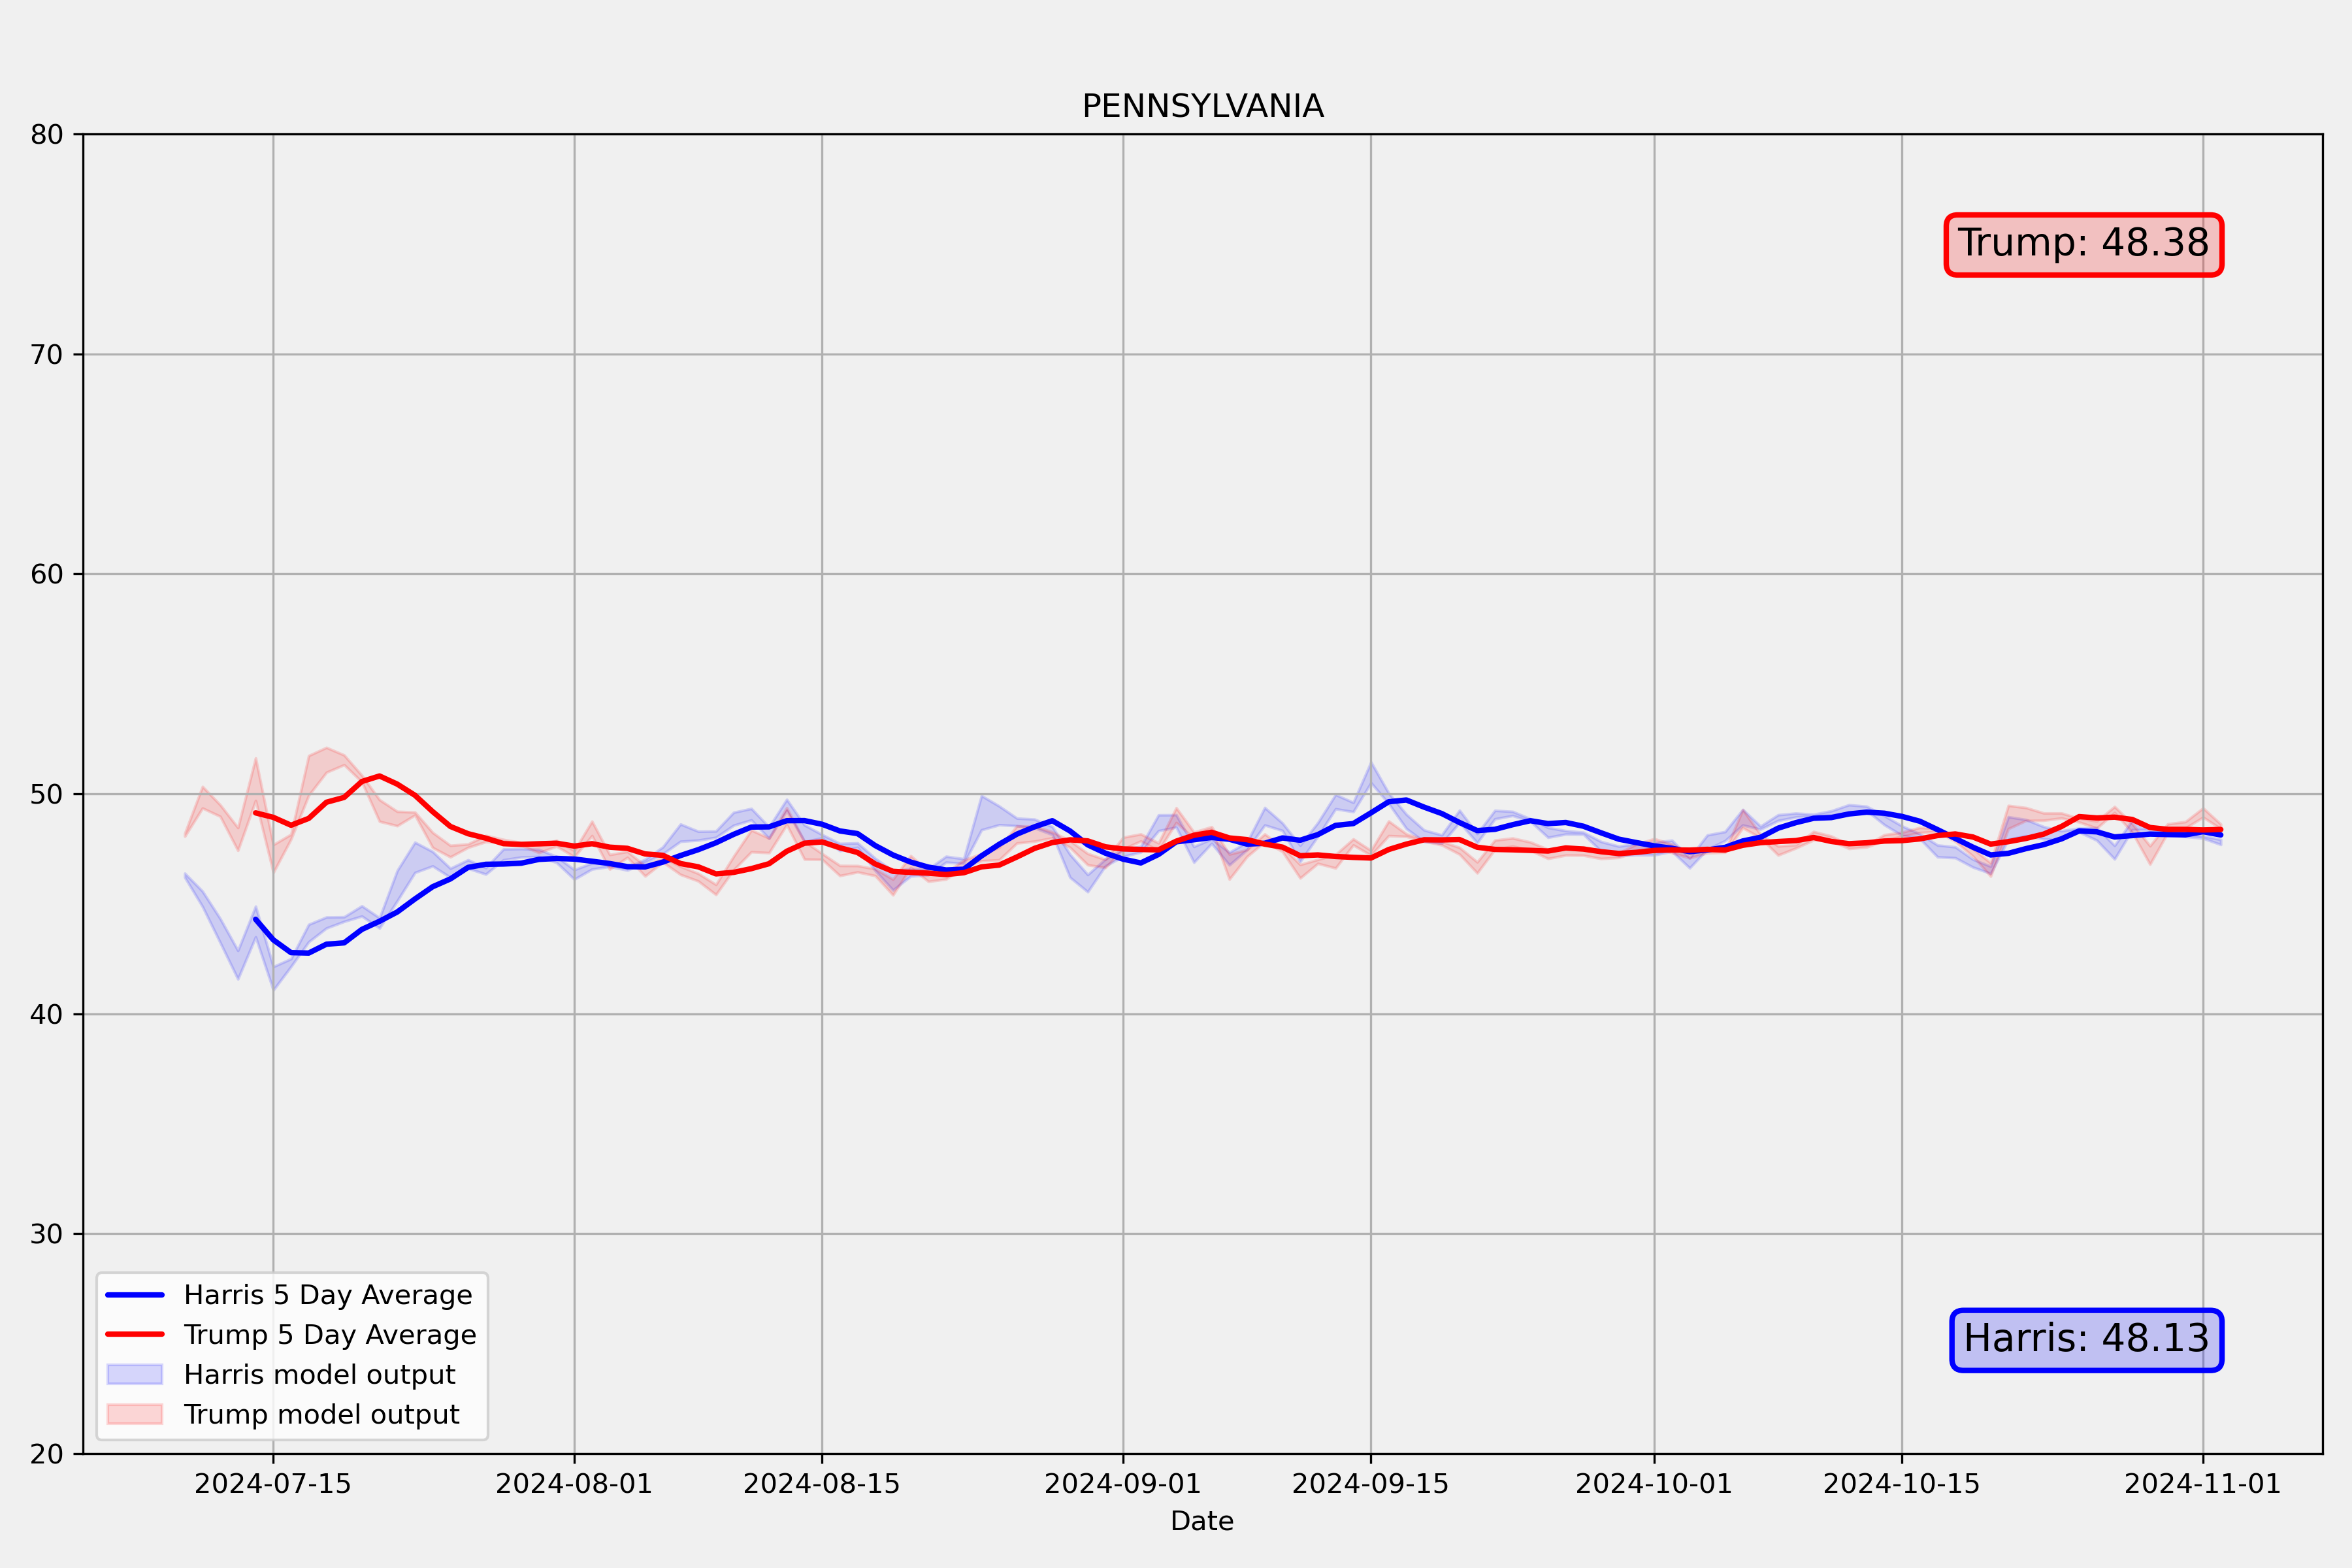 PENNSYLVANIA
80
70
60
50
40
30
20
Trump: 48.38
Harris: 48.13
Harris 5 Day Average
Trump 5 Day Average
Harris model output
Trump model output
2024-07-15 2024-08-01 2024-08-15 2024-09-01 2024-09-15 2024-10-01 2024-10-15 2024-11-01
Date